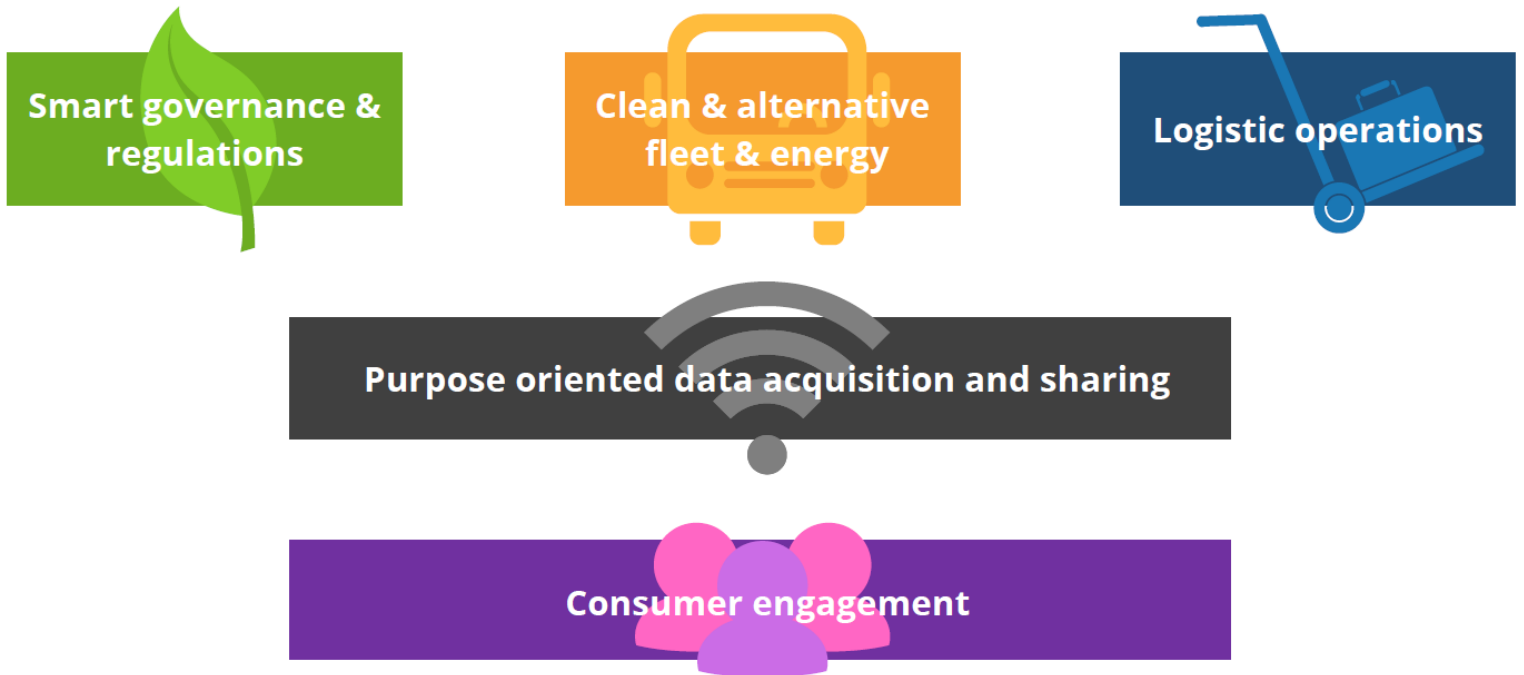 Smart governance &
regulations
Clean & alternative
fleet & energy
Logistic operations
Purpose oriented data acquisition and sharing
Consumer engagement